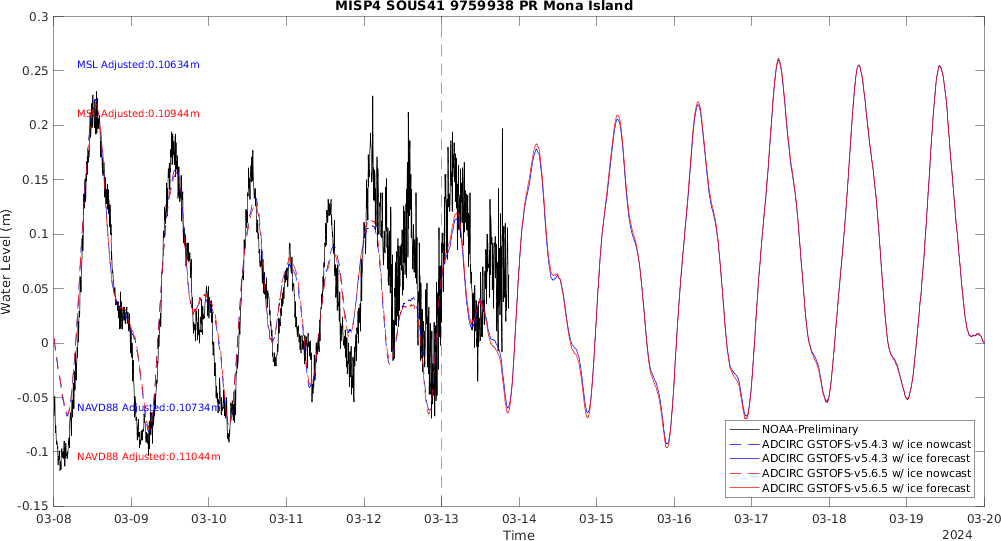 MISP4 SOUS41 9759938 PR Mona Island
0.3
0.25
0.2
0.15
0.1
0.05
0
-0.05
-0.1
-0.15
Water Level (m)
MSL Adjusted:0.10634m
MSL Adjusted:0.10944m
NAVD88 Adjusted:0.10734m
NAVD88 Adjusted:0.11044m
NOAA-Preliminary
ADCIRC GSTOFS-v5.4.3 w/ ice nowcast
ADCIRC GSTOFS-v5.4.3 w/ ice forecast
ADCIRC GSTOFS-v5.6.5 w/ ice nowcast
ADCIRC GSTOFS-v5.6.5 w/ ice forecast
03-08 03-09 03-10 03-11 03-12 03-13 03-14 03-15 03-16 03-17 03-18 03-19 03-20
Time
2024